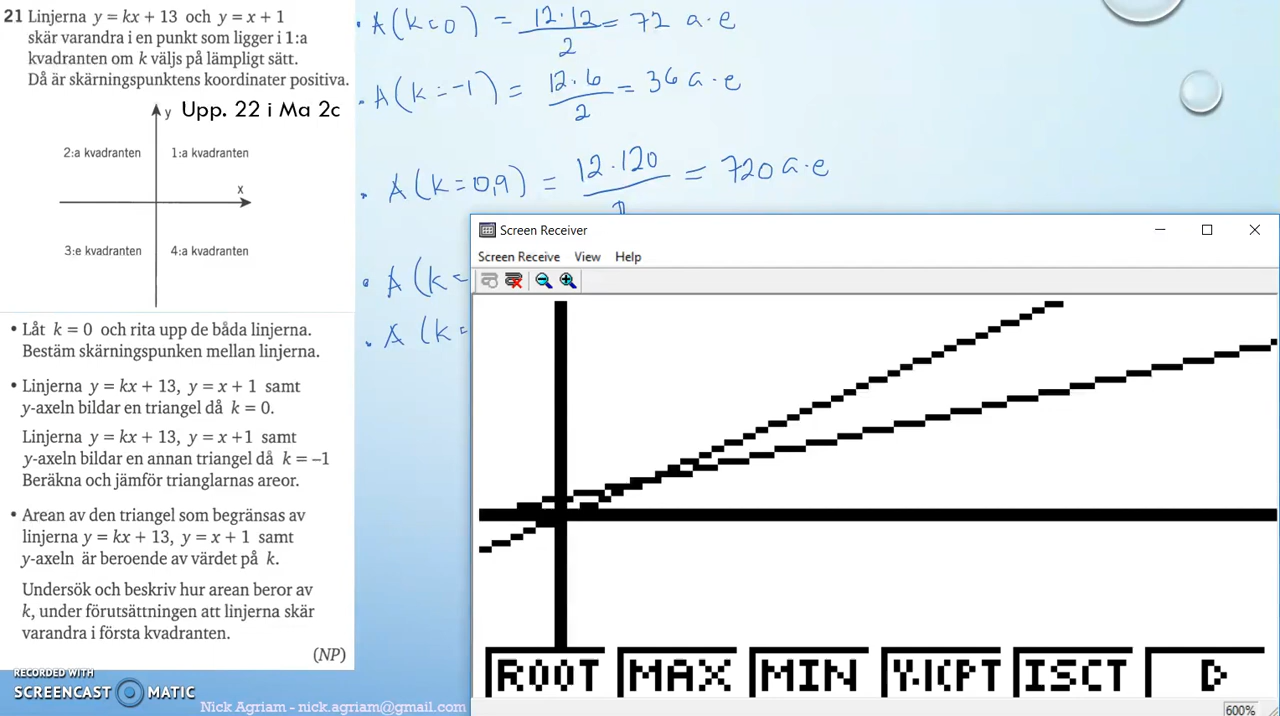 21 Linjerna y = kx + 13 och y = x + 1
skär varandra i en punkt som ligger i 1:a
kvadranten om k väljs på lämpligt sätt.
Då är skärningspunktens koordinater positiva.
y Upp. 22 i Ma 2c
2:a kvadranten 1:a kvadranten
x
3:e kvadranten 4:a kvadranten
• Låt k = 0 och rita upp de båda linjerna.
Bestäm skärningspunken mellan linjerna.
• Linjerna y = kx + 13, y = x + 1 samt
y-axeln bildar en triangel då k = 0.
Linjerna y = kx + 13, y = x +1 samt
y-axeln bildar en annan triangel då k = –1
Beräkna och jämför trianglarnas areor.
• Arean av den triangel som begränsas av
linjerna y = kx + 13, y = x + 1 samt
y-axeln är beroende av värdet på k.
Undersök och beskriv hur arean beror av
k, under förutsättningen att linjerna skär
varandra i första kvadranten.
(NP)
• A(k=0) = 12·12/2 = 72 a·e
• A(k=-1) = 12·6/2 = 36 a·e
• A(k=0,9) = 12·120/ = 720 a·e
• A(k=
• A(k=
Screen Receiver
Screen Receive View Help
ROOT MAX MIN Y-ICPT ISCT ▷
600%
RECORDED WITH
SCREENCAST MATIC
Nick Agriam - nick.agriam@gmail.com